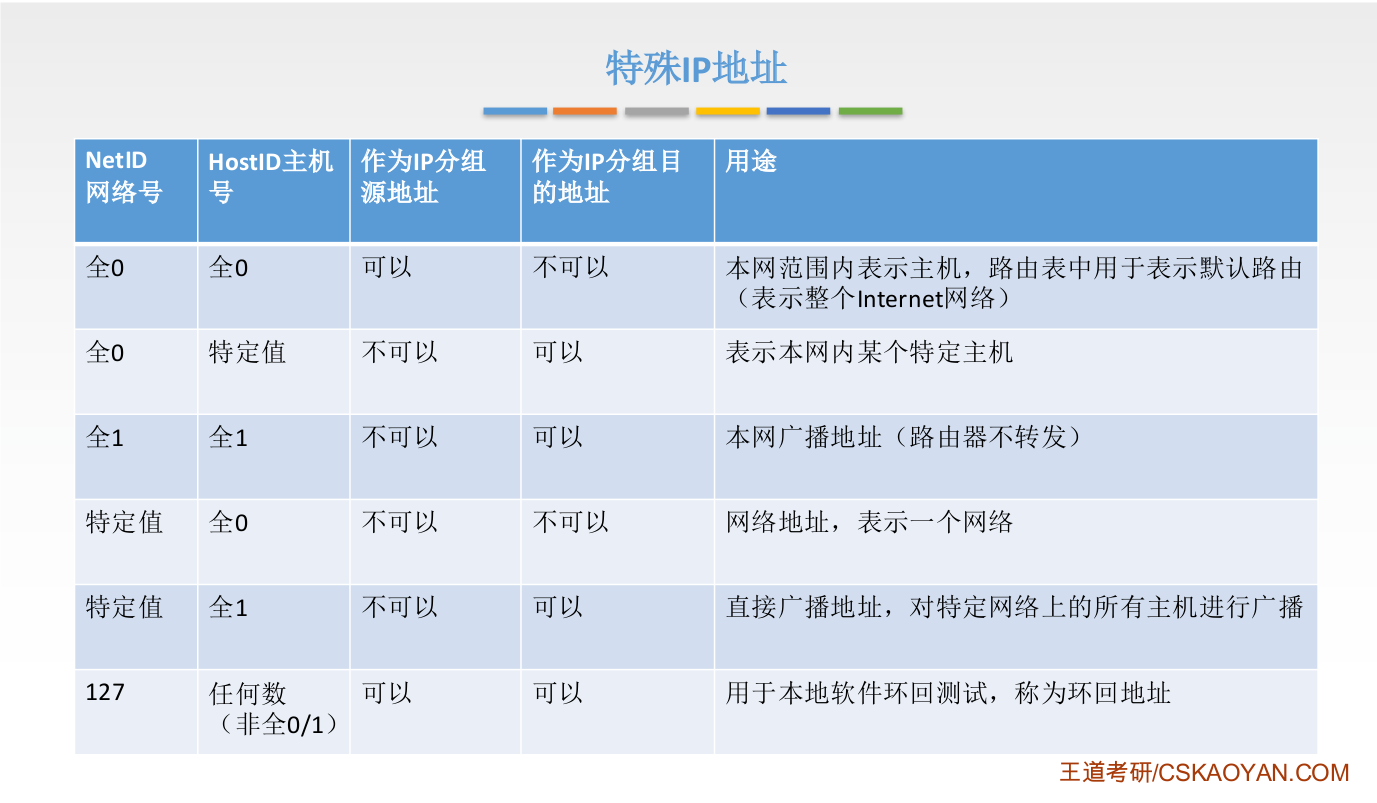 特殊IP地址
NetID
网络号
HostID主机
号
作为IP分组
源地址
作为IP分组目
的地址
用途
全0
全0
可以
不可以
本网范围内表示主机，路由表中用于表示默认路由
（表示整个Internet网络）
全0
特定值
不可以
可以
表示本网内某个特定主机
全1
全1
不可以
可以
本网广播地址（路由器不转发）
特定值
全0
不可以
不可以
网络地址，表示一个网络
特定值
全1
不可以
可以
直接广播地址，对特定网络上的所有主机进行广播
127
任何数
（非全0/1）
可以
可以
用于本地软件环回测试，称为环回地址
王道考研/CSKAOYAN.COM